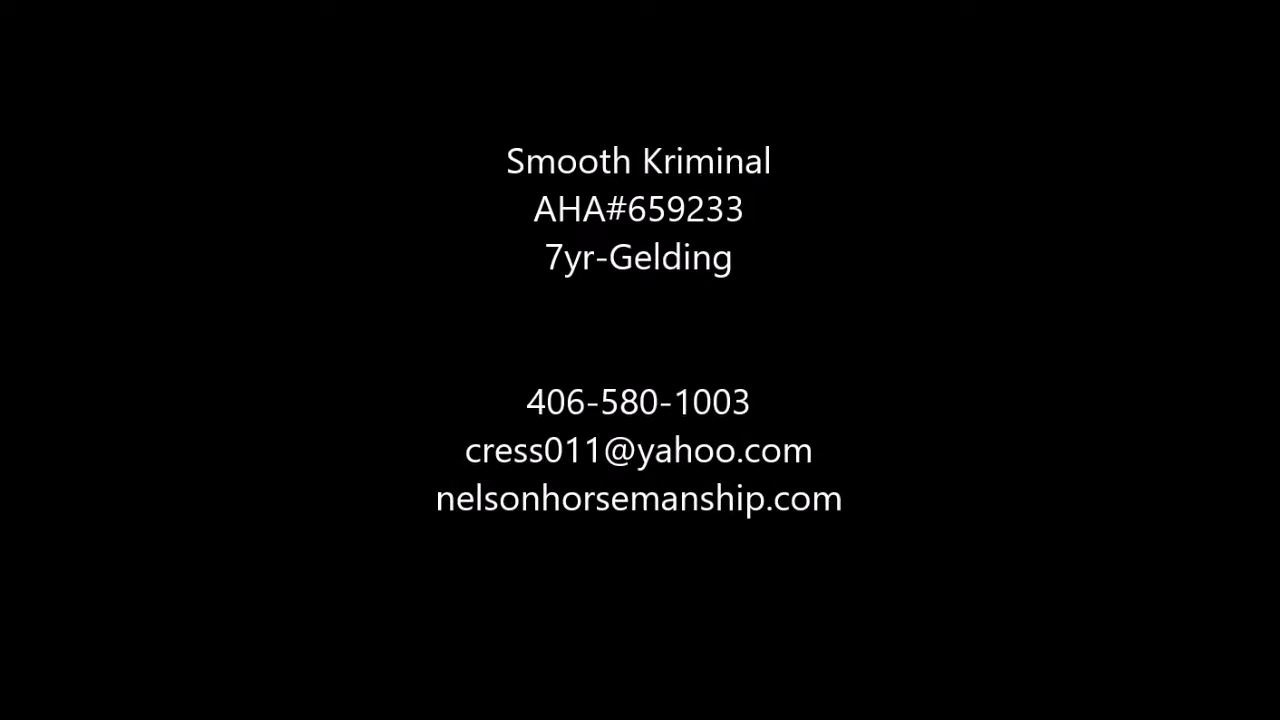 Smooth Kriminal
AHA#659233
7yr-Gelding
406-580-1003
cress011@yahoo.com
nelsonhorsemanship.com